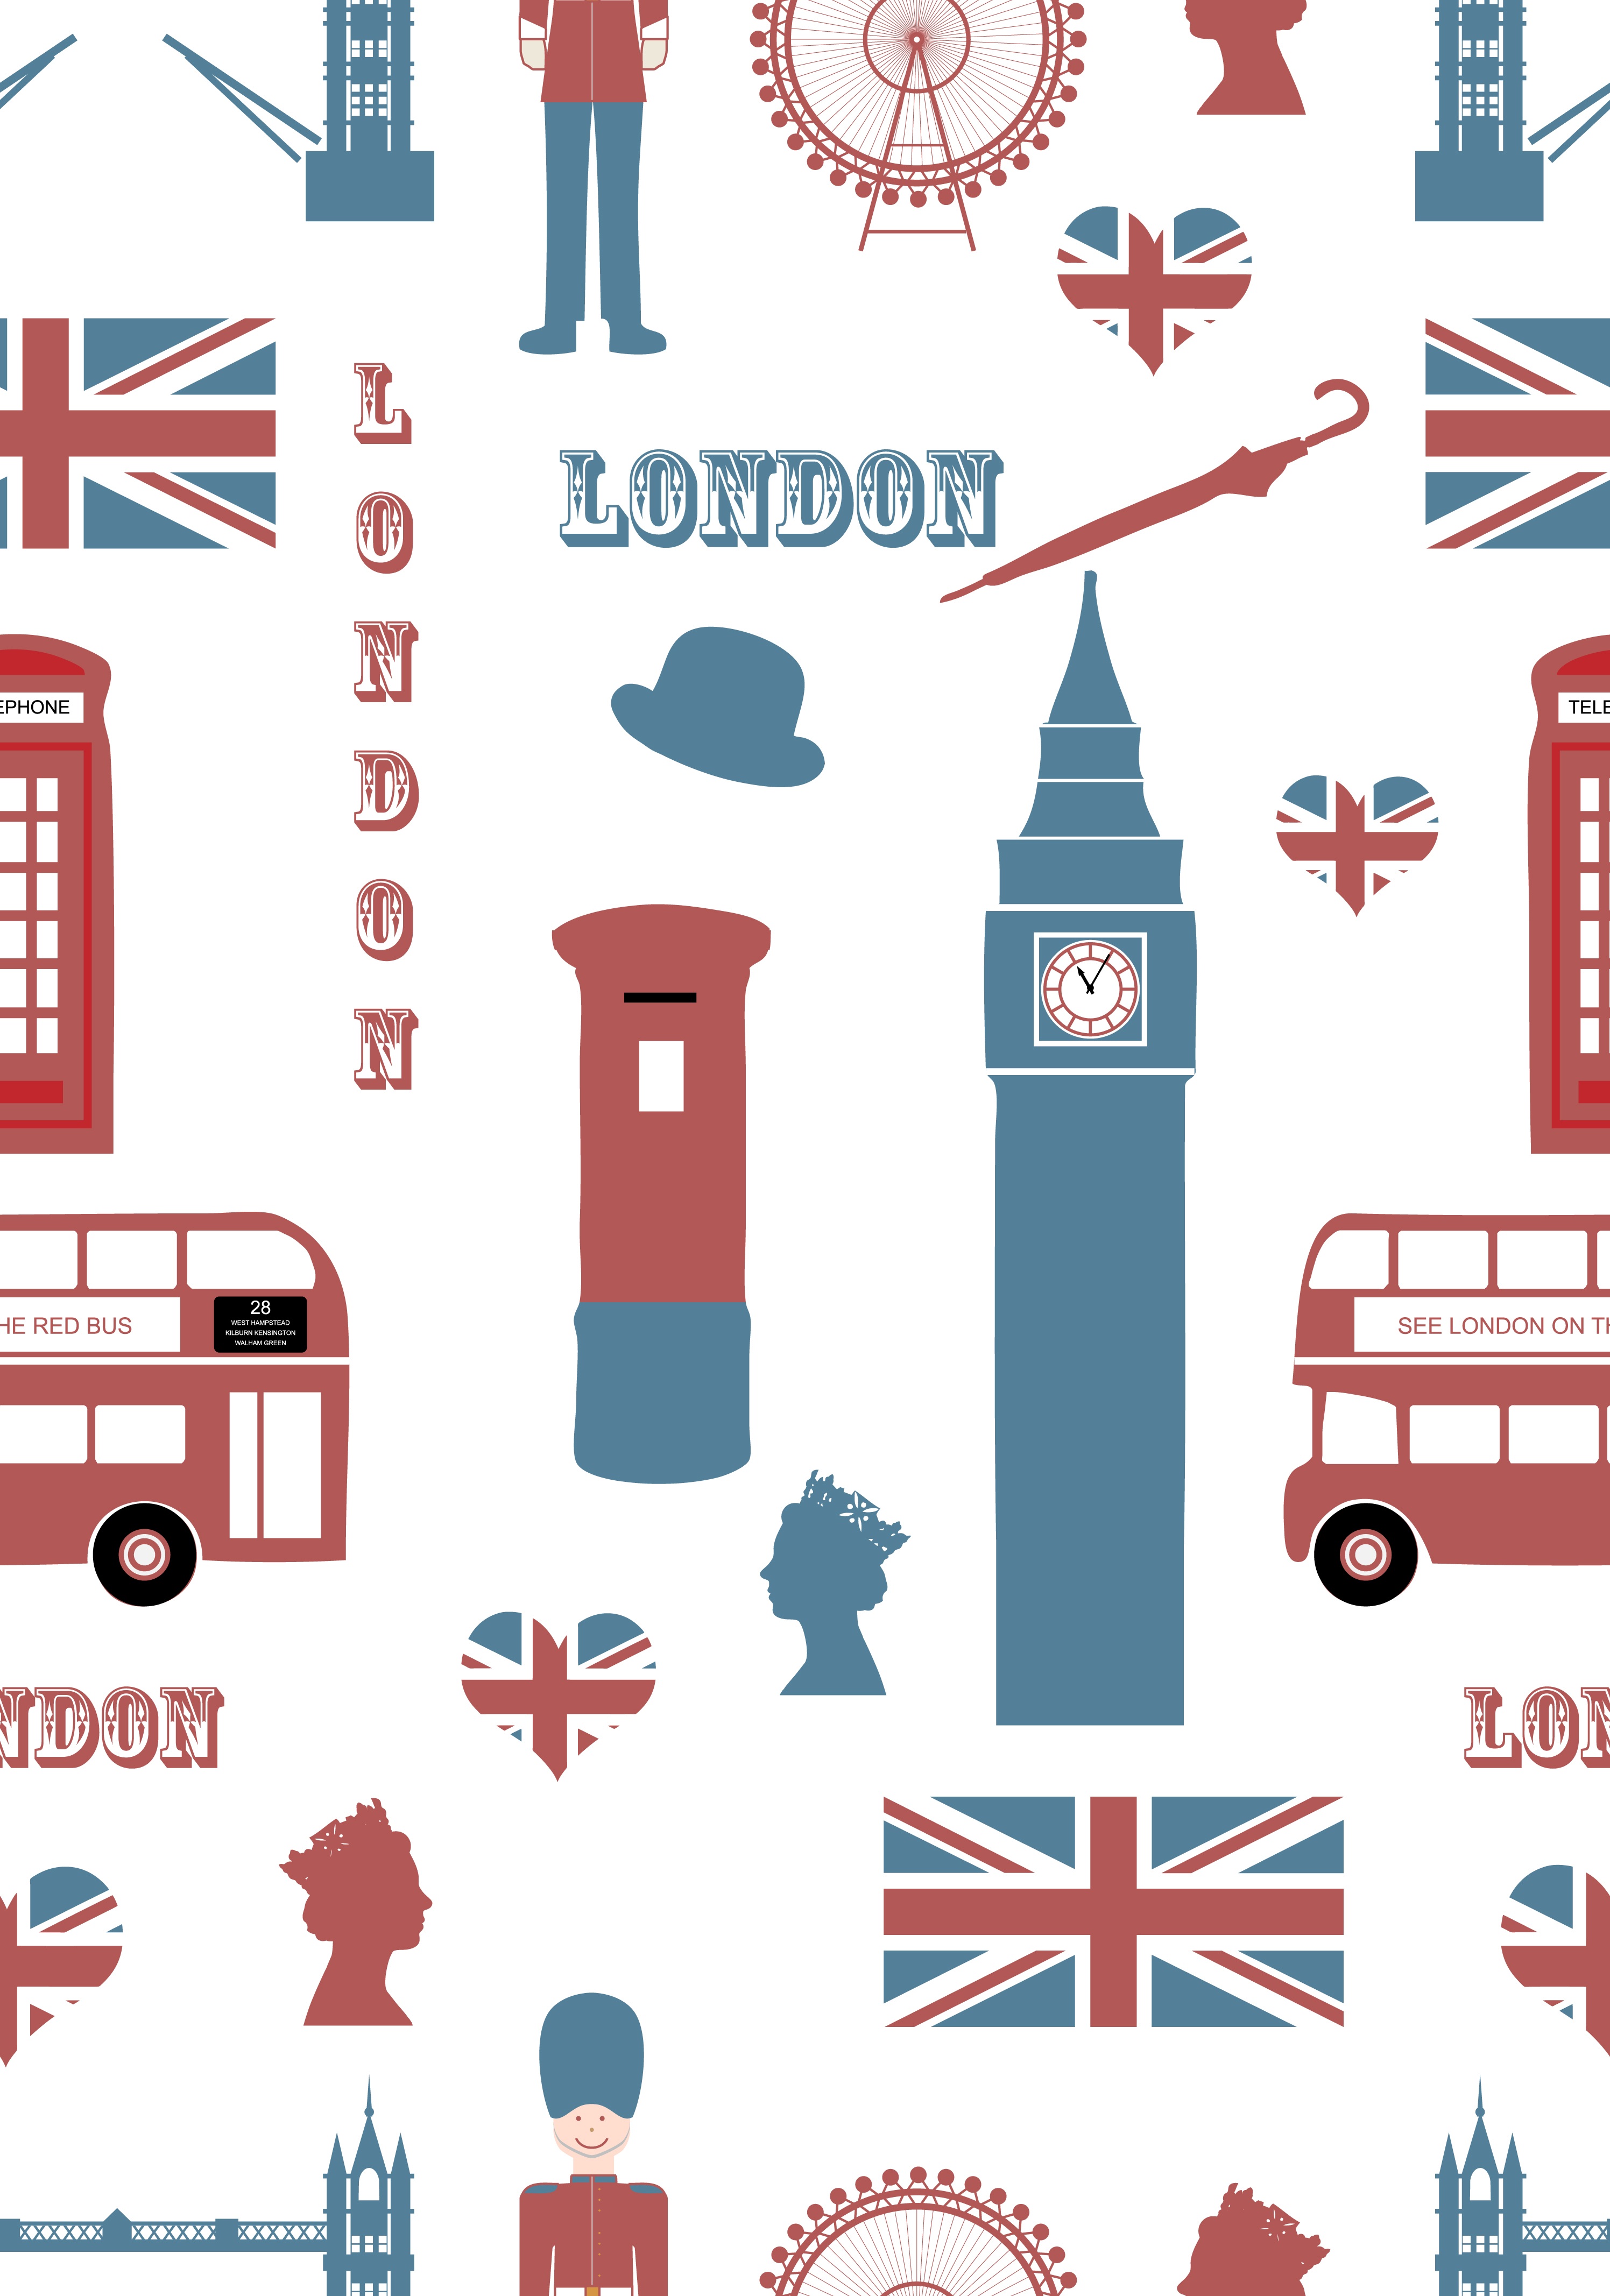 L
O
N
D
O
N
LONDON
EPHONE
TELE
HE RED BUS
28
WEST HAMPSTEAD
KILBURN KENSINGTON
WALHAM GREEN
SEE LONDON ON TH
NDON
LON